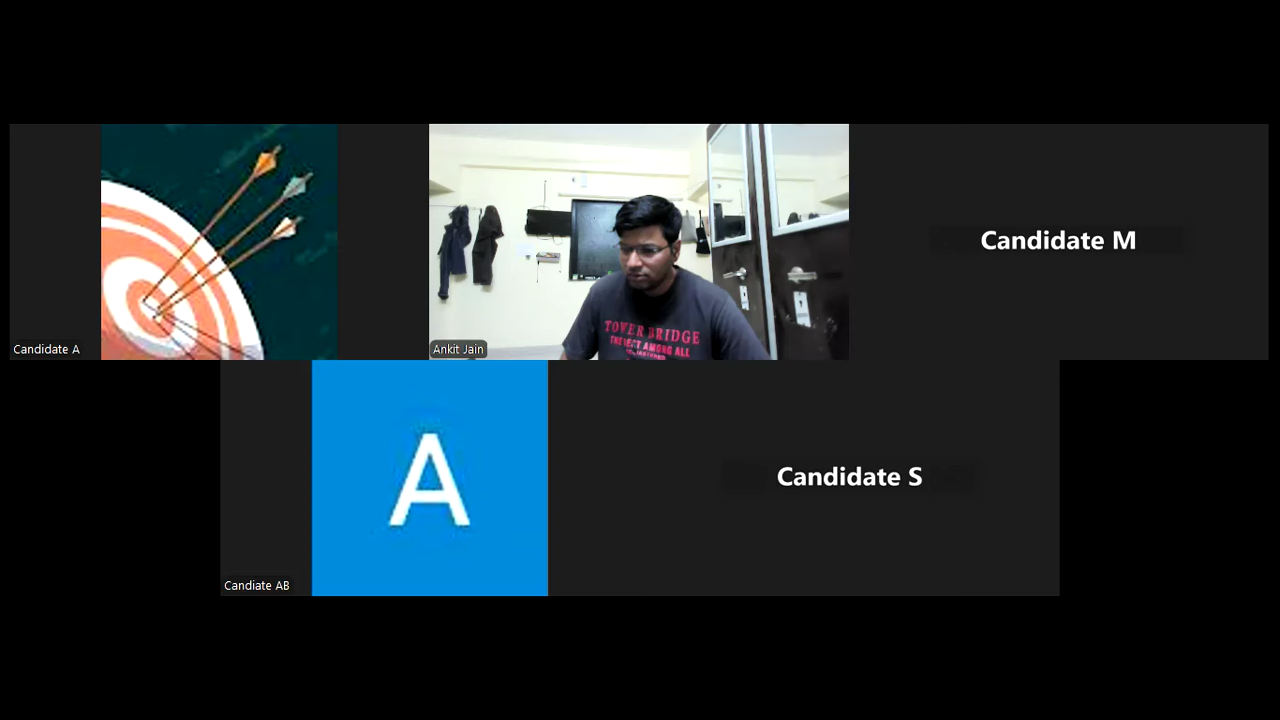 Candidate A
Ankit Jain
TOWER BRIDGE
Candidate M
A
Candiate AB
Candidate S